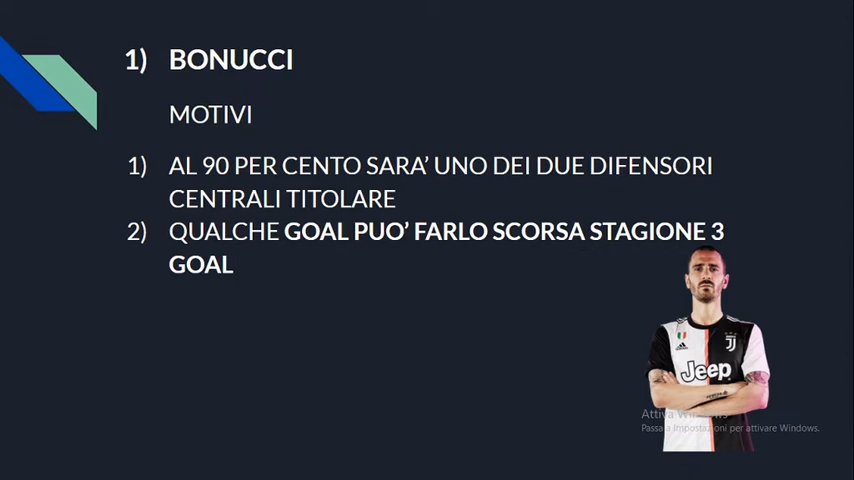 1) BONUCCI
MOTIVI
1) AL 90 PER CENTO SARA’ UNO DEI DUE DIFENSORI
CENTRALI TITOLARE
2) QUALCHE GOAL PUO’ FARLO SCORSA STAGIONE 3
GOAL
Jeep
Attiva Windows
Passa a Impostazioni per attivare Windows.